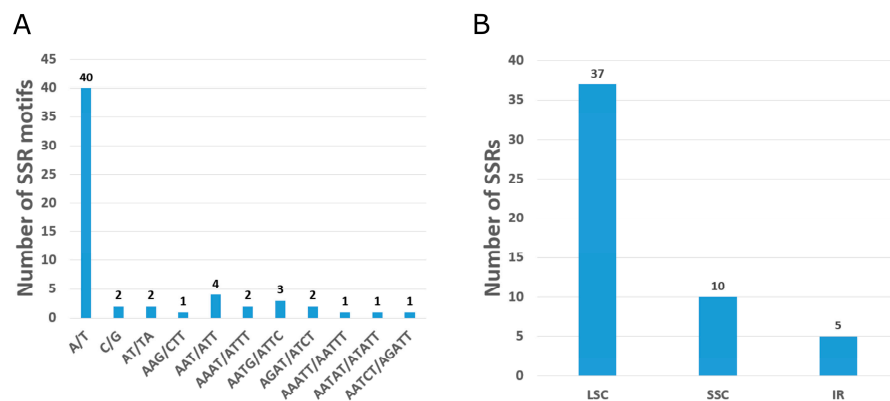 A
Number of SSR motifs
45
40
35
30
25
20
15
10
5
0
40
2
2
1
4
2
3
2
1
1
1
A/T
C/G
AT/TA
AAG/CTT
AAT/ATT
AAAT/ATTT
AATG/ATTC
AGAT/ATCT
AAATT/AATTT
AATAT/ATATT
AATCT/AGATT
B
Number of SSRs
40
35
30
25
20
15
10
5
0
37
10
5
LSC
SSC
IR